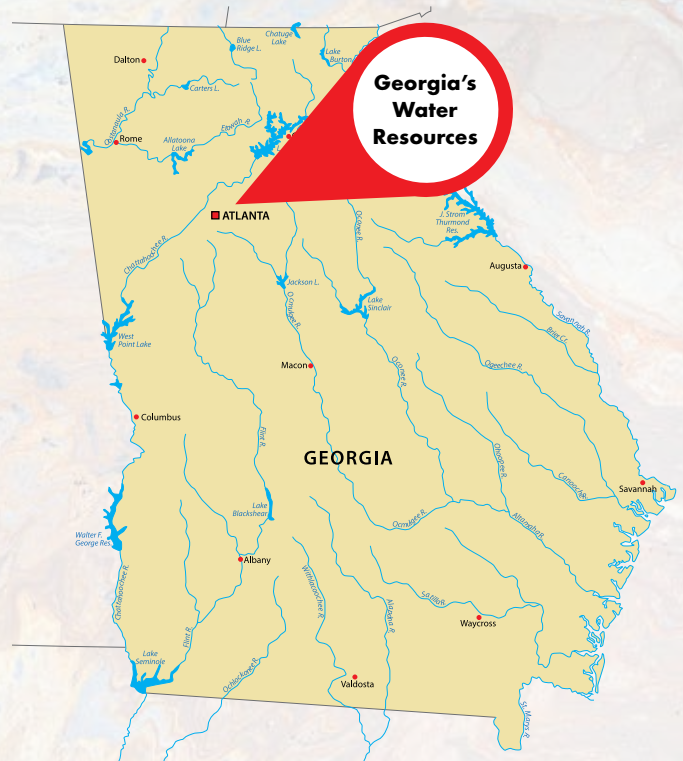 Georgia's
Water
Resources
Dalton
Blue
Ridge L.
Chatuge
Lake
Lake
Burton
Carters L.
Oostanaula R.
Rome
Etowah R.
Allatoona
Lake
ATLANTA
Chattahoochee R.
Oconee R.
J. Strom
Thurmond
Res.
Augusta
Jackson L.
Ocmulgee R.
Lake
Sinclair
Savannah R.
Brier Cr.
West
Point Lake
Macon
Oconee R.
Ogeechee R.
Columbus
Flint R.
GEORGIA
Ohoopee R.
Canooche R.
Savannah
Lake
Blackshear
Ocmulgee R.
Altamaha R.
Walter F.
George Res.
Albany
Chattahoochee R.
Withlacoochee R.
Alapaha R.
Satilla R.
Waycross
Flint R.
Lake
Seminole
Ochlockonee R.
Valdosta
St. Marys R.